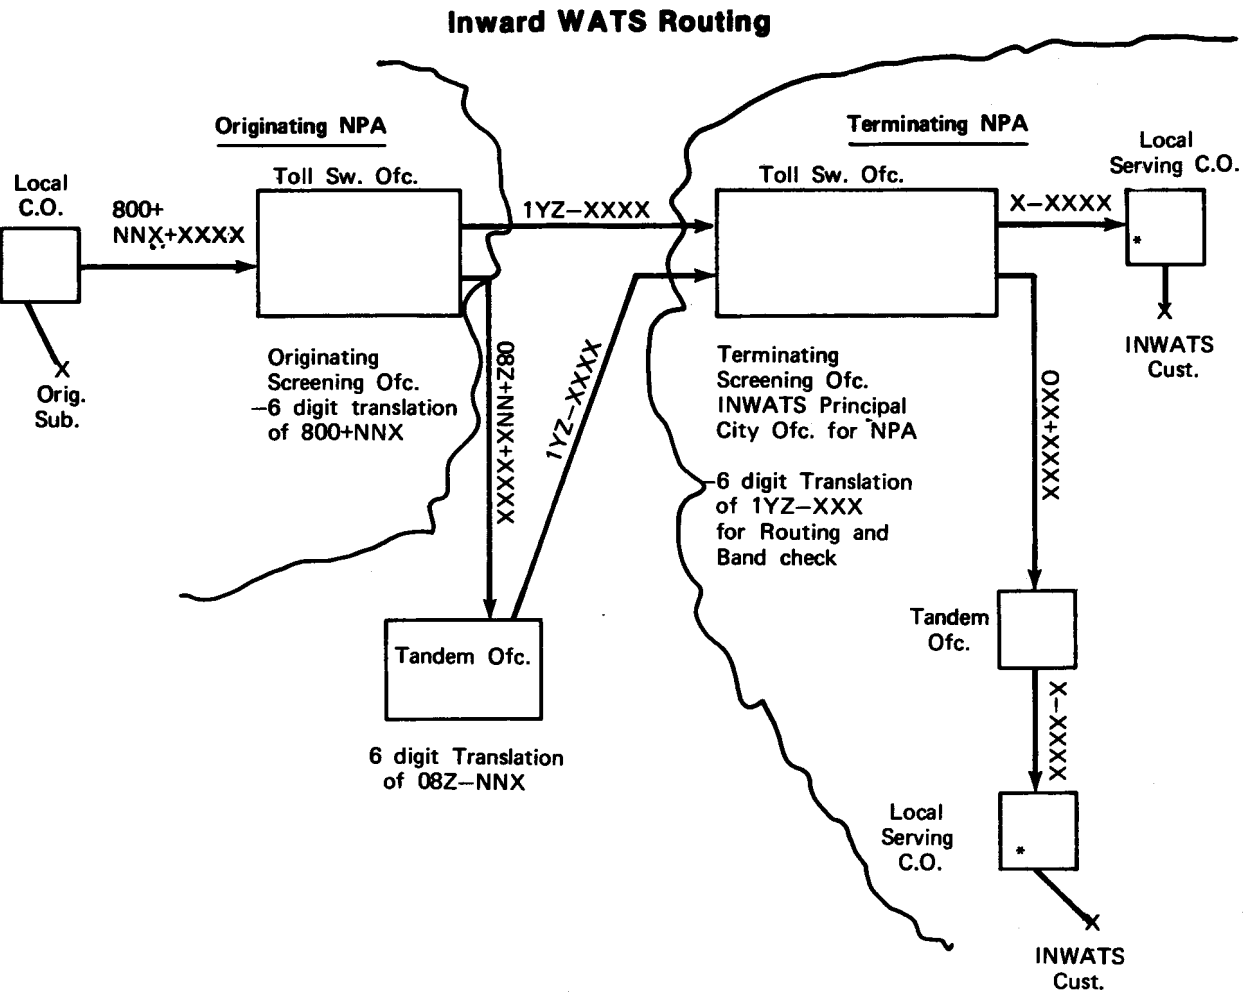 Inward WATS Routing
Originating NPA
Terminating NPA
Local
C.O.
800+
NNX+XXXX
Toll Sw. Ofc.
1YZ-XXXX
Toll Sw. Ofc.
X-XXXX
Local
Serving C.O.
*
X
INWATS
Cust.
X
Orig.
Sub.
Originating
Screening Ofc.
-6 digit translation
of 800+NNX
08Z+NNX+XXXX
1YZ-XXXX
Terminating
Screening Ofc.
INWATS Principal
City Ofc. for NPA
-6 digit Translation
of 1YZ-XXX
for Routing and
Band check
OXX+XXXX
Tandem Ofc.
6 digit Translation
of 08Z-NNX
Tandem
Ofc.
X-XXXX
Local
Serving
C.O.
*
X
INWATS
Cust.